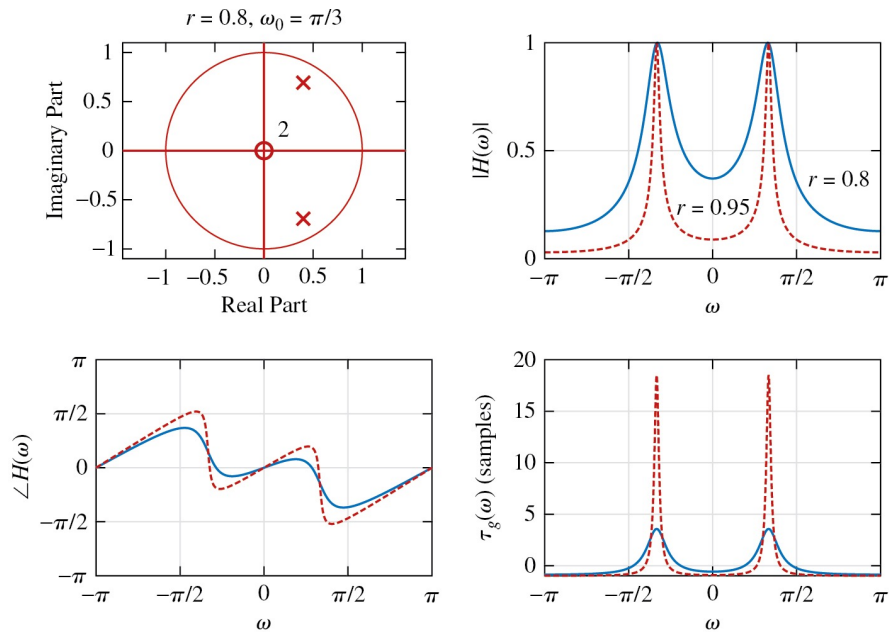 r = 0.8, ω₀ = π/3
Imaginary Part
1
0.5
0
−0.5
−1
2
−1 −0.5 0 0.5 1
Real Part
|H(ω)|
1
0.5
0
r = 0.8
r = 0.95
−π −π/2 0 π/2 π
ω
∠H(ω)
π
π/2
0
−π/2
−π
−π −π/2 0 π/2 π
ω
τg(ω) (samples)
20
15
10
5
0
−π −π/2 0 π/2 π
ω